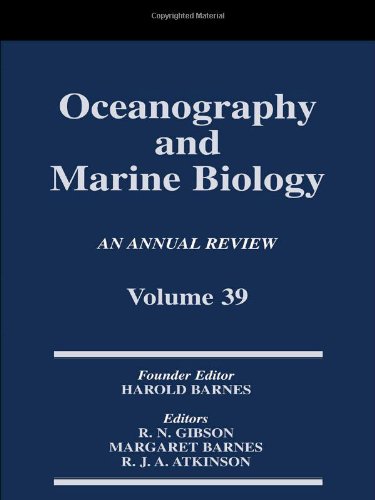 Copyrighted Material
Oceanography
and
Marine Biology
AN ANNUAL REVIEW
Volume 39
Founder Editor
HAROLD BARNES
Editors
R. N. GIBSON
MARGARET BARNES
R. J. A. ATKINSON